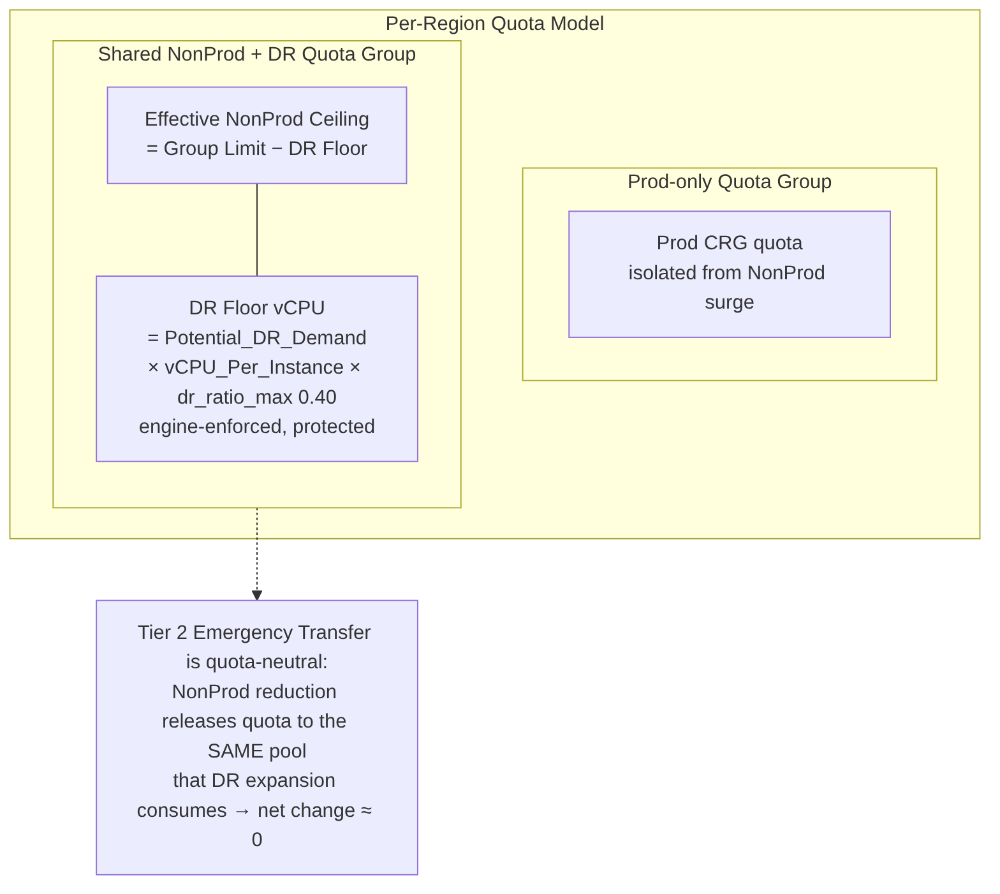 Per-Region Quota Model
Shared NonProd + DR Quota Group
Effective NonProd Ceiling
= Group Limit − DR Floor
DR Floor vCPU
= Potential_DR_Demand
× vCPU_Per_Instance ×
dr_ratio_max 0.40
engine-enforced, protected
Prod-only Quota Group
Prod CRG quota
isolated from NonProd
surge
Tier 2 Emergency Transfer
is quota-neutral:
NonProd reduction
releases quota to the
SAME pool
that DR expansion
consumes → net change ≈
0